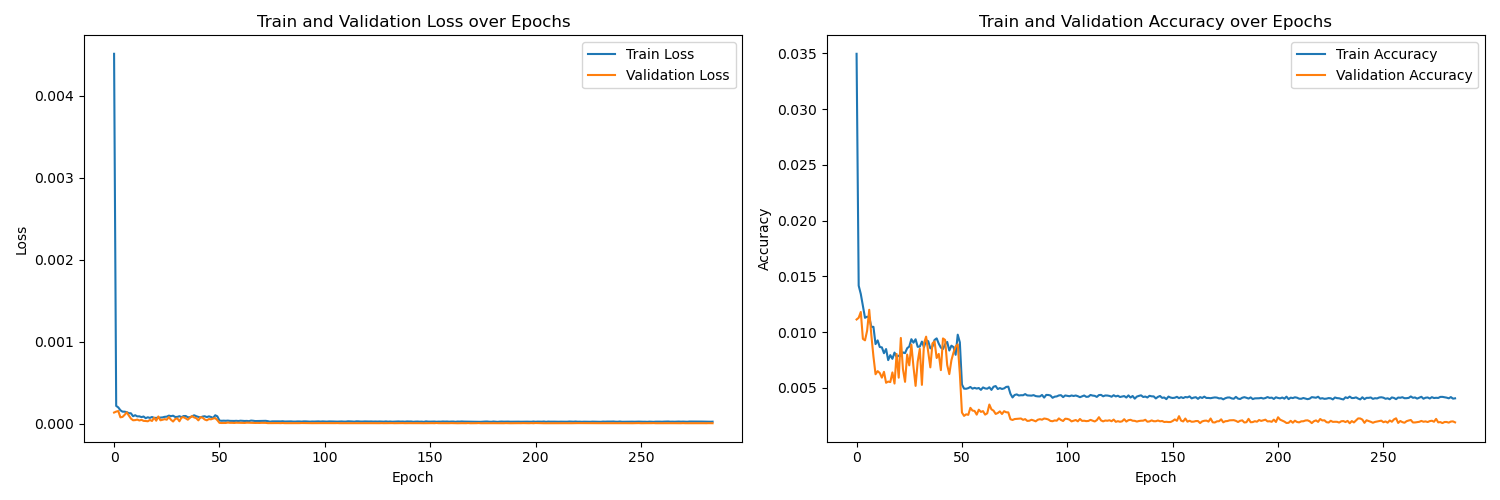 Train and Validation Loss over Epochs
Train Loss
Validation Loss
0.004
0.003
0.002
0.001
0.000
Loss
0 50 100 150 200 250
Epoch
Train and Validation Accuracy over Epochs
Train Accuracy
Validation Accuracy
0.035
0.030
0.025
0.020
0.015
0.010
0.005
Accuracy
0 50 100 150 200 250
Epoch